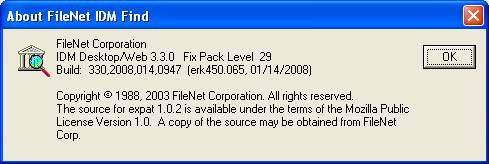 About FileNet IDM Find
FileNet Corporation
IDM Desktop/Web 3.3.0 Fix Pack Level 29
Build: 330,2008,014,0947 (erk450.065, 01/14/2008)
OK
Copyright © 1988, 2003 FileNet Corporation. All rights reserved.
The source for expat 1.0.2 is available under the terms of the Mozilla Public
License Version 1.0. A copy of the source may be obtained from FileNet
Corp.